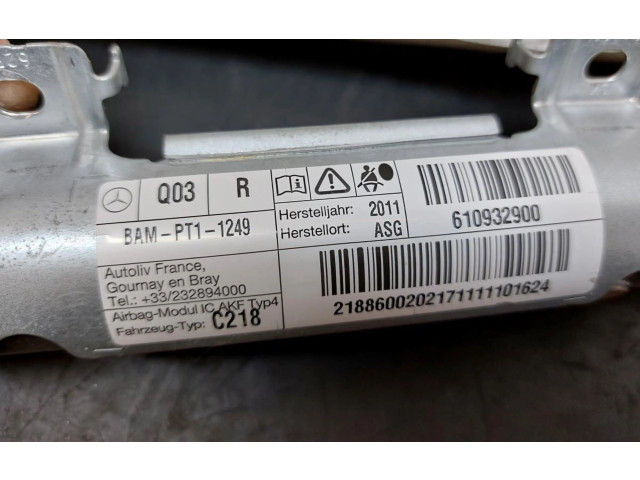 Q03 R
BAM-PT1-1249
Autoliv France,
Gournay en Bray
Tel.: +33/232894000
Airbag-Modul IC AKF Typ4
Fahrzeug-Typ: C218
Herstelljahr: 2011
Herstellort: ASG
610932900
2188600202171111101624